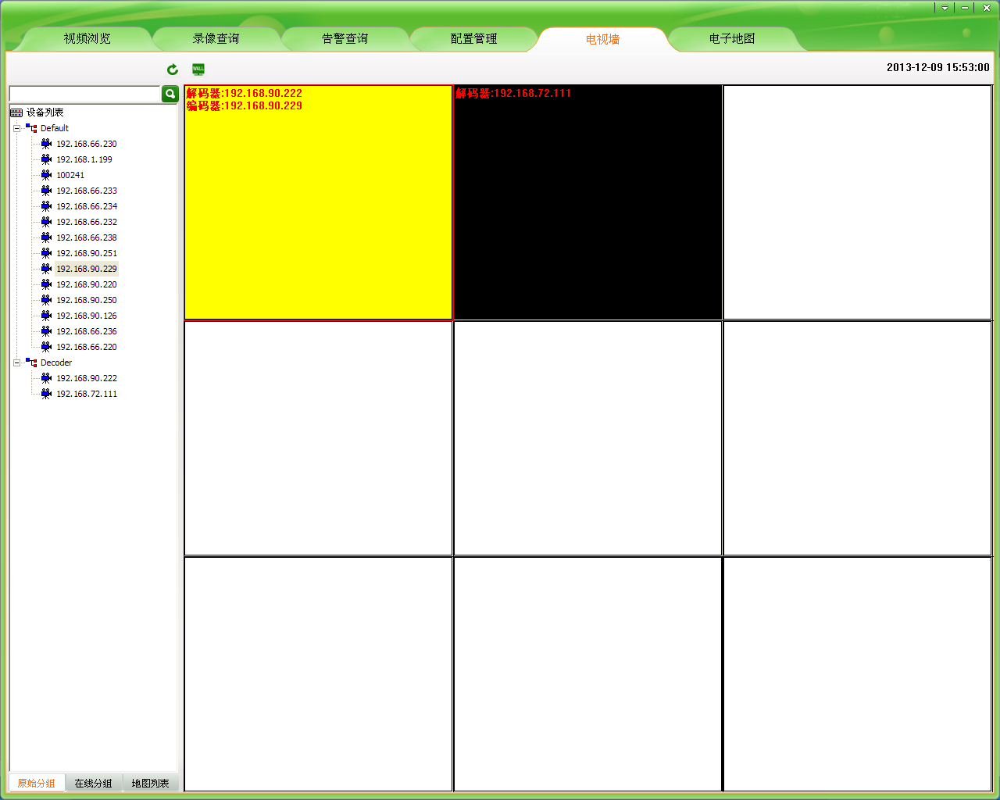 视频浏览
录像查询
告警查询
配置管理
电视墙
电子地图
WALL
2013-12-09 15:53:00
设备列表
Default
192.168.66.230
192.168.1.199
100241
192.168.66.233
192.168.66.234
192.168.66.232
192.168.66.238
192.168.90.251
192.168.90.229
192.168.90.220
192.168.90.250
192.168.90.126
192.168.66.236
192.168.66.220
Decoder
192.168.90.222
192.168.72.111
解码器:192.168.90.222
编码器:192.168.90.229
解码器:192.168.72.111
原始分组
在线分组
地图列表